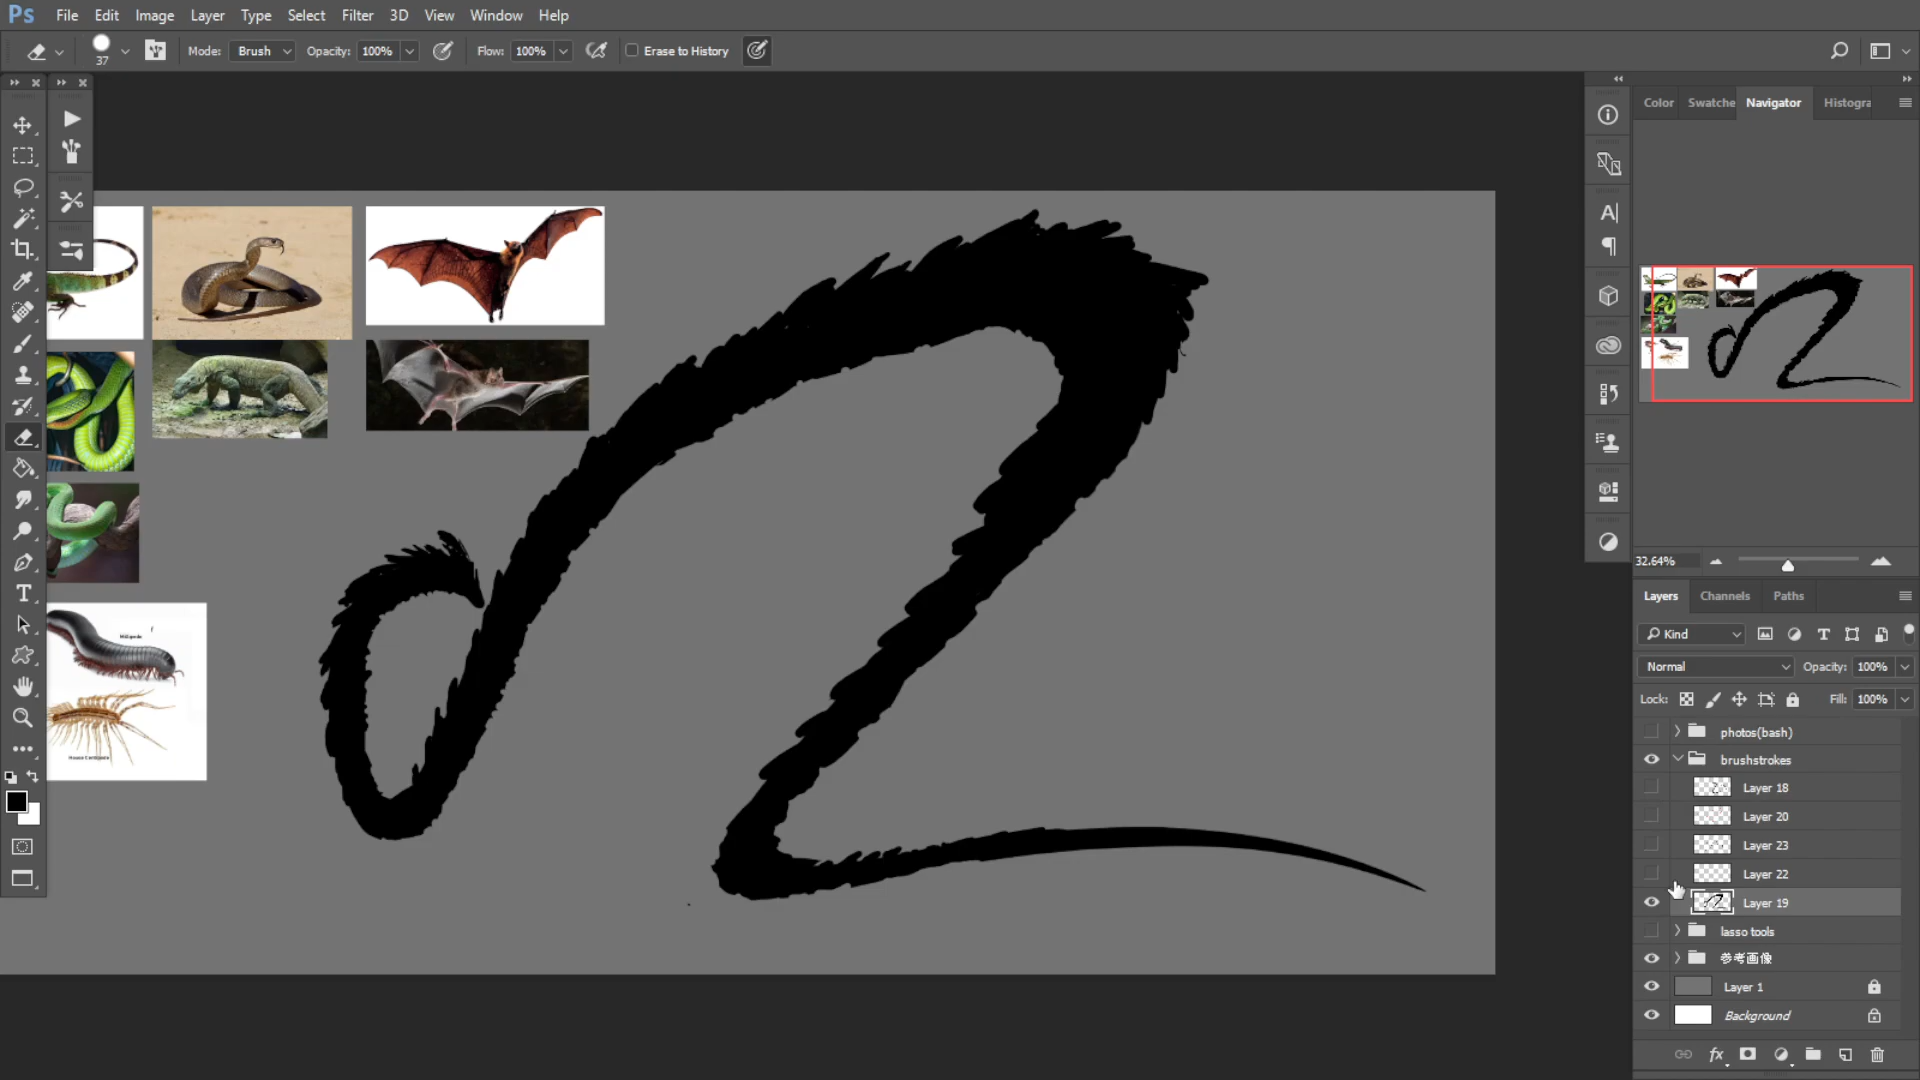 Ps File Edit Image Layer Type Select Filter 3D View Window Help
37 Mode: Brush Opacity: 100% Flow: 100% Erase to History
Color Swatche Navigator Histogra
Millipede
House Centipede
32.64%
Layers Channels Paths
Kind
Normal Opacity: 100%
Lock: Fill: 100%
photos(bash)
brushstrokes
Layer 18
Layer 20
Layer 23
Layer 22
Layer 19
lasso tools
参考画像
Layer 1
Background